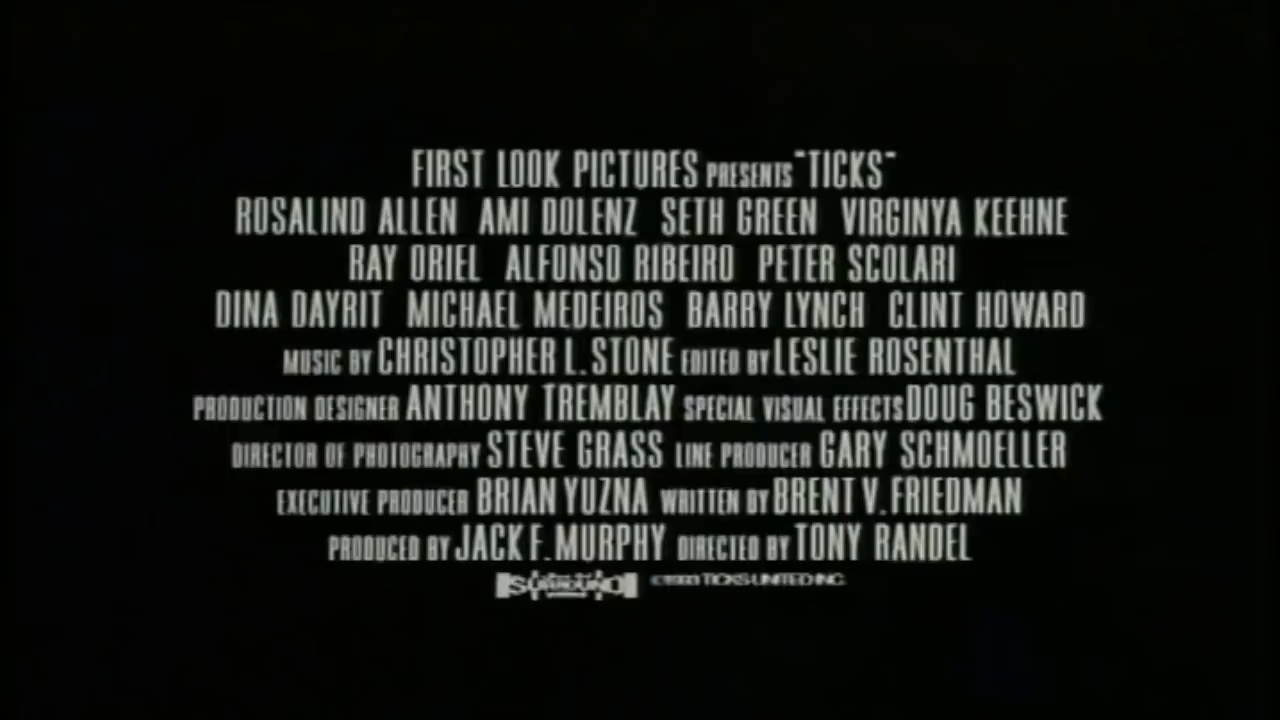 FIRST LOOK PICTURES PRESENTS "TICKS"
ROSALIND ALLEN AMI DOLENZ SETH GREEN VIRGINYA KEEHNE
RAY ORIEL ALFONSO RIBEIRO PETER SCOLARI
DINA DAYRIT MICHAEL MEDEIROS BARRY LYNCH CLINT HOWARD
MUSIC BY CHRISTOPHER L. STONE EDITED BY LESLIE ROSENTHAL
PRODUCTION DESIGNER ANTHONY TREMBLAY SPECIAL VISUAL EFFECTS DOUG BESWICK
DIRECTOR OF PHOTOGRAPHY STEVE GRASS LINE PRODUCER GARY SCHMOELLER
EXECUTIVE PRODUCER BRIAN YUZNA WRITTEN BY BRENT V. FRIEDMAN
PRODUCED BY JACK F. MURPHY DIRECTED BY TONY RANDEL
SURROUND © TICKS UNITED INC.